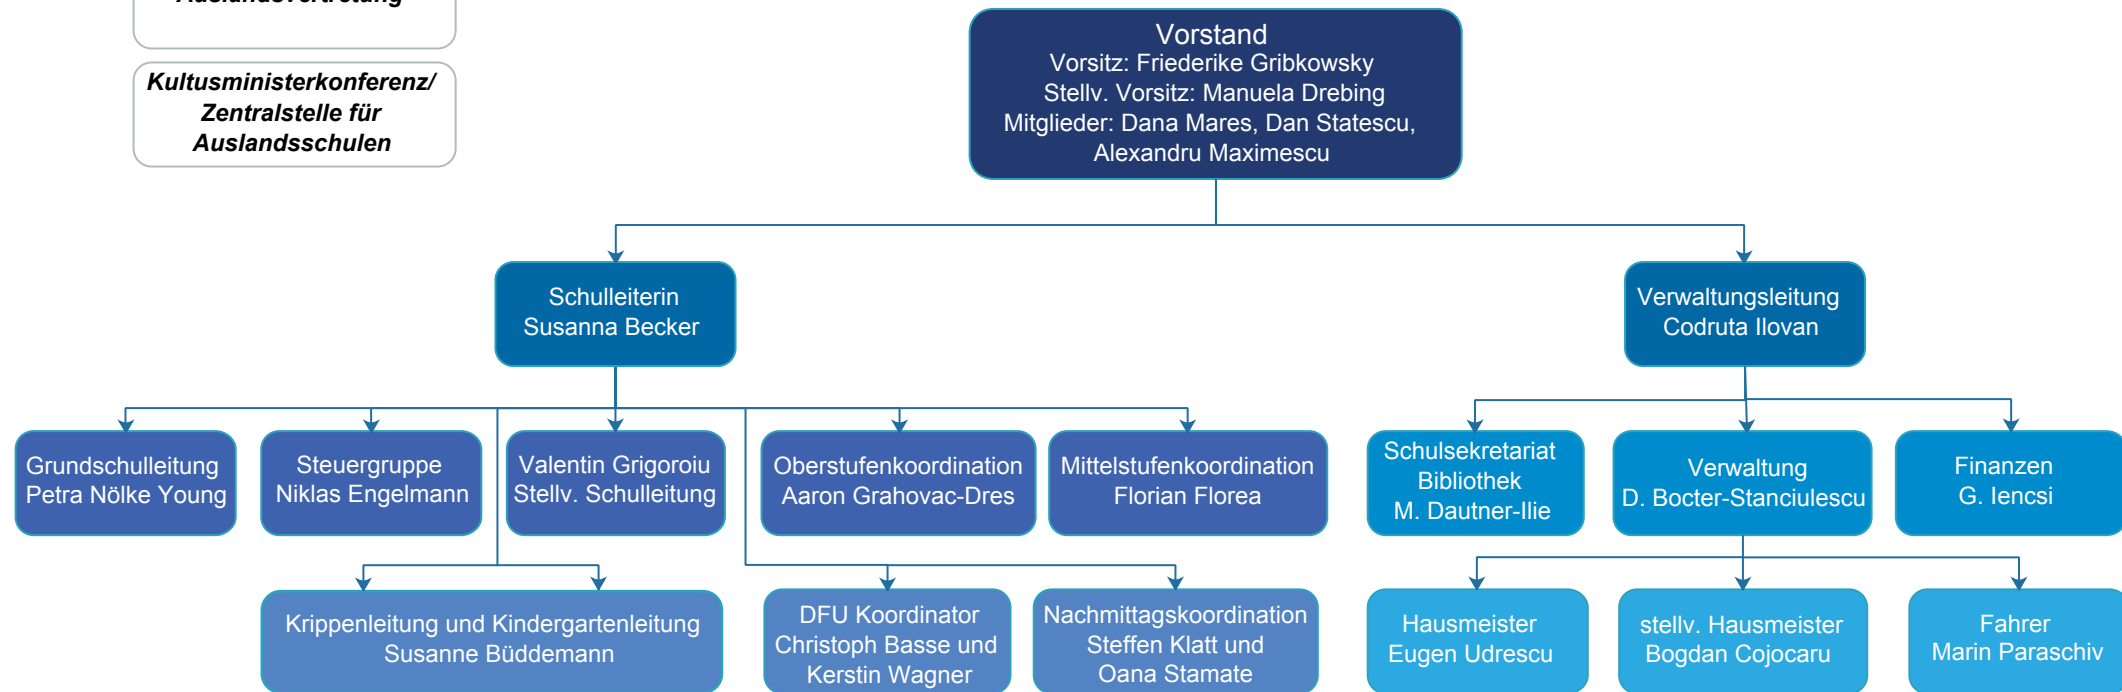 Auslandsvertretung
Kultusministerkonferenz/
Zentralstelle für
Auslandsschulen
Vorstand
Vorsitz: Friederike Gribkowsky
Stellv. Vorsitz: Manuela Drebing
Mitglieder: Dana Mares, Dan Statescu,
Alexandru Maximescu
Schulleiterin
Susanna Becker
Verwaltungsleitung
Codruta Ilovan
Grundschulleitung
Petra Nölke Young
Steuergruppe
Niklas Engelmann
Valentin Grigoroiu
Stellv. Schulleitung
Oberstufenkoordination
Aaron Grahovac-Dres
Mittelstufenkoordination
Florian Florea
Schulsekretariat
Bibliothek
M. Dautner-Ilie
Verwaltung
D. Bocter-Stanciulescu
Finanzen
G. Iencsi
Krippenleitung und Kindergartenleitung
Susanne Büddemann
DFU Koordinator
Christoph Basse und
Kerstin Wagner
Nachmittagskoordination
Steffen Klatt und
Oana Stamate
Hausmeister
Eugen Udrescu
stellv. Hausmeister
Bogdan Cojocaru
Fahrer
Marin Paraschiv